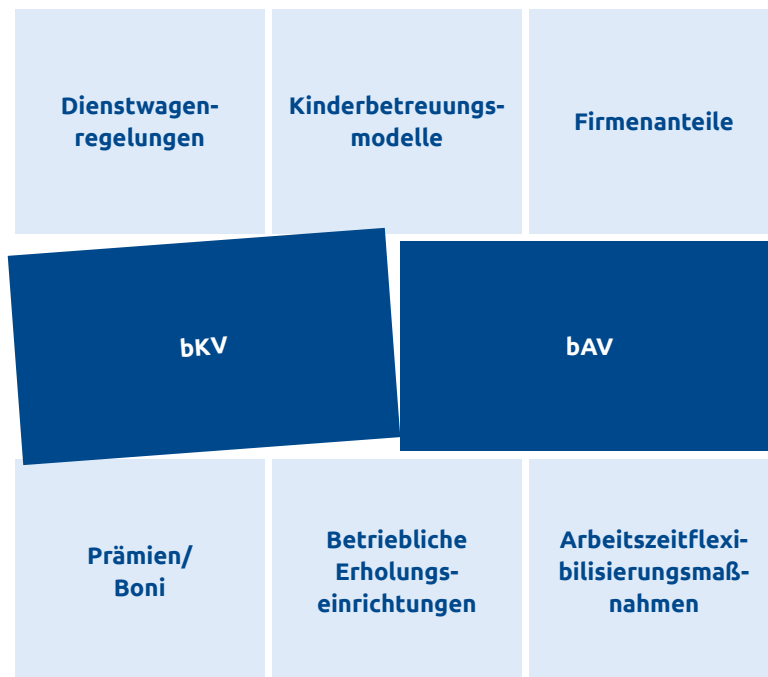 Dienstwagen-
regelungen
Kinderbetreuungs-
modelle
Firmenanteile
bKV
bAV
Prämien/
Boni
Betriebliche
Erholungs-
einrichtungen
Arbeitszeitflexi-
bilisierungsmaß-
nahmen